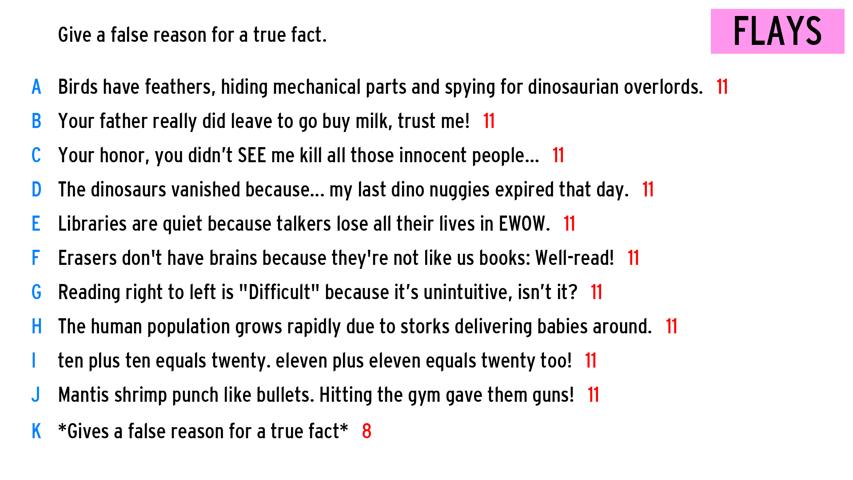 Give a false reason for a true fact.
FLAYS
A Birds have feathers, hiding mechanical parts and spying for dinosaurian overlords. 11
B Your father really did leave to go buy milk, trust me! 11
C Your honor, you didn't SEE me kill all those innocent people... 11
D The dinosaurs vanished because... my last dino nuggies expired that day. 11
E Libraries are quiet because talkers lose all their lives in EWOW. 11
F Erasers don't have brains because they're not like us books: Well-read! 11
G Reading right to left is "Difficult" because it's unintuitive, isn't it? 11
H The human population grows rapidly due to storks delivering babies around. 11
I ten plus ten equals twenty. eleven plus eleven equals twenty too! 11
J Mantis shrimp punch like bullets. Hitting the gym gave them guns! 11
K *Gives a false reason for a true fact* 8